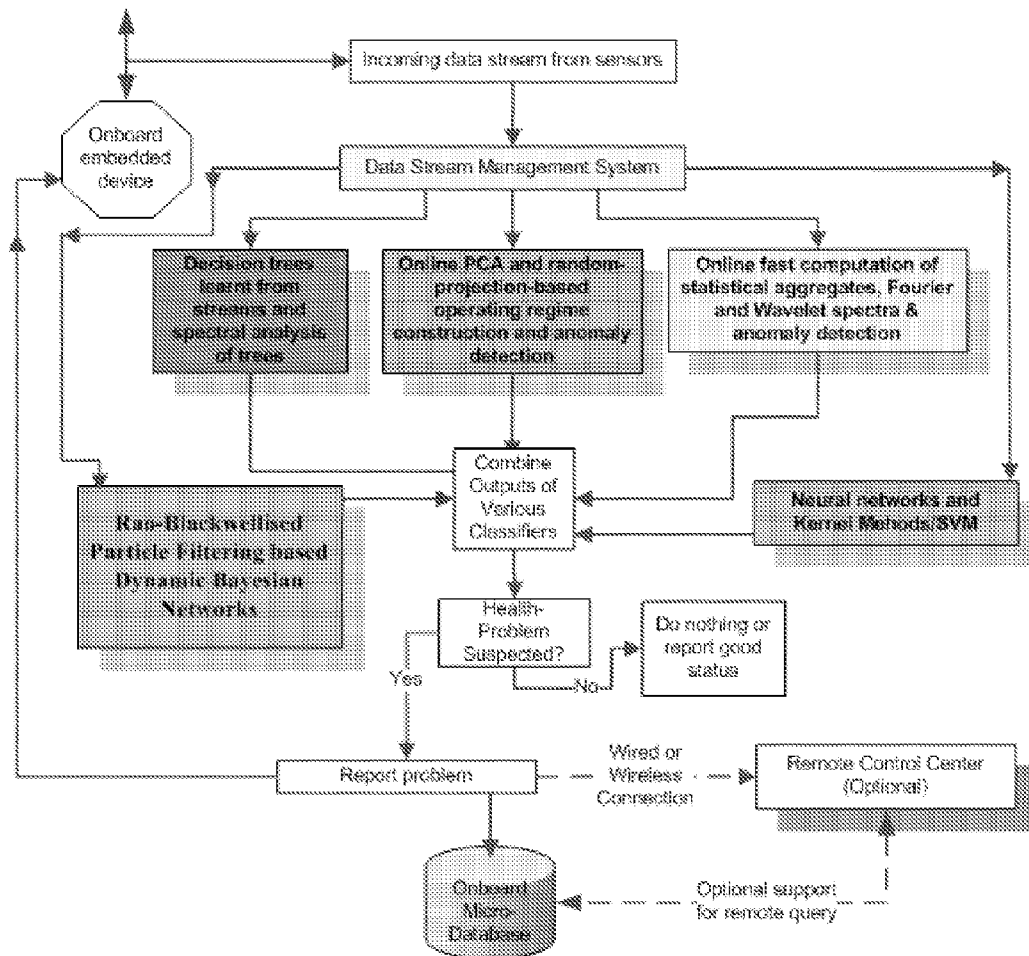 Incoming data stream from sensors
Onboard
embedded
device
Data Stream Management System
Decision trees
learnt from
streams and
spectral analysis
of trees
Online PCA and random-
projection-based
operating regime
construction and anomaly
detection
Online fast computation of
statistical aggregates, Fourier
and Wavelet spectra &
anomaly detection
Combine
Outputs of
Various
Classifiers
Rao-Blackwellised
Particle Filtering based
Dynamic Bayesian
Networks
Neural networks and
Kernel Mehods/SVM
Health-
Problem
Suspected?
Do nothing or
report good
status
Yes
No
Report problem
Wired or
Wireless
Connection
Remote Control Center
(Optional)
Onboard
Micro-
Database
Optional support
for remote query